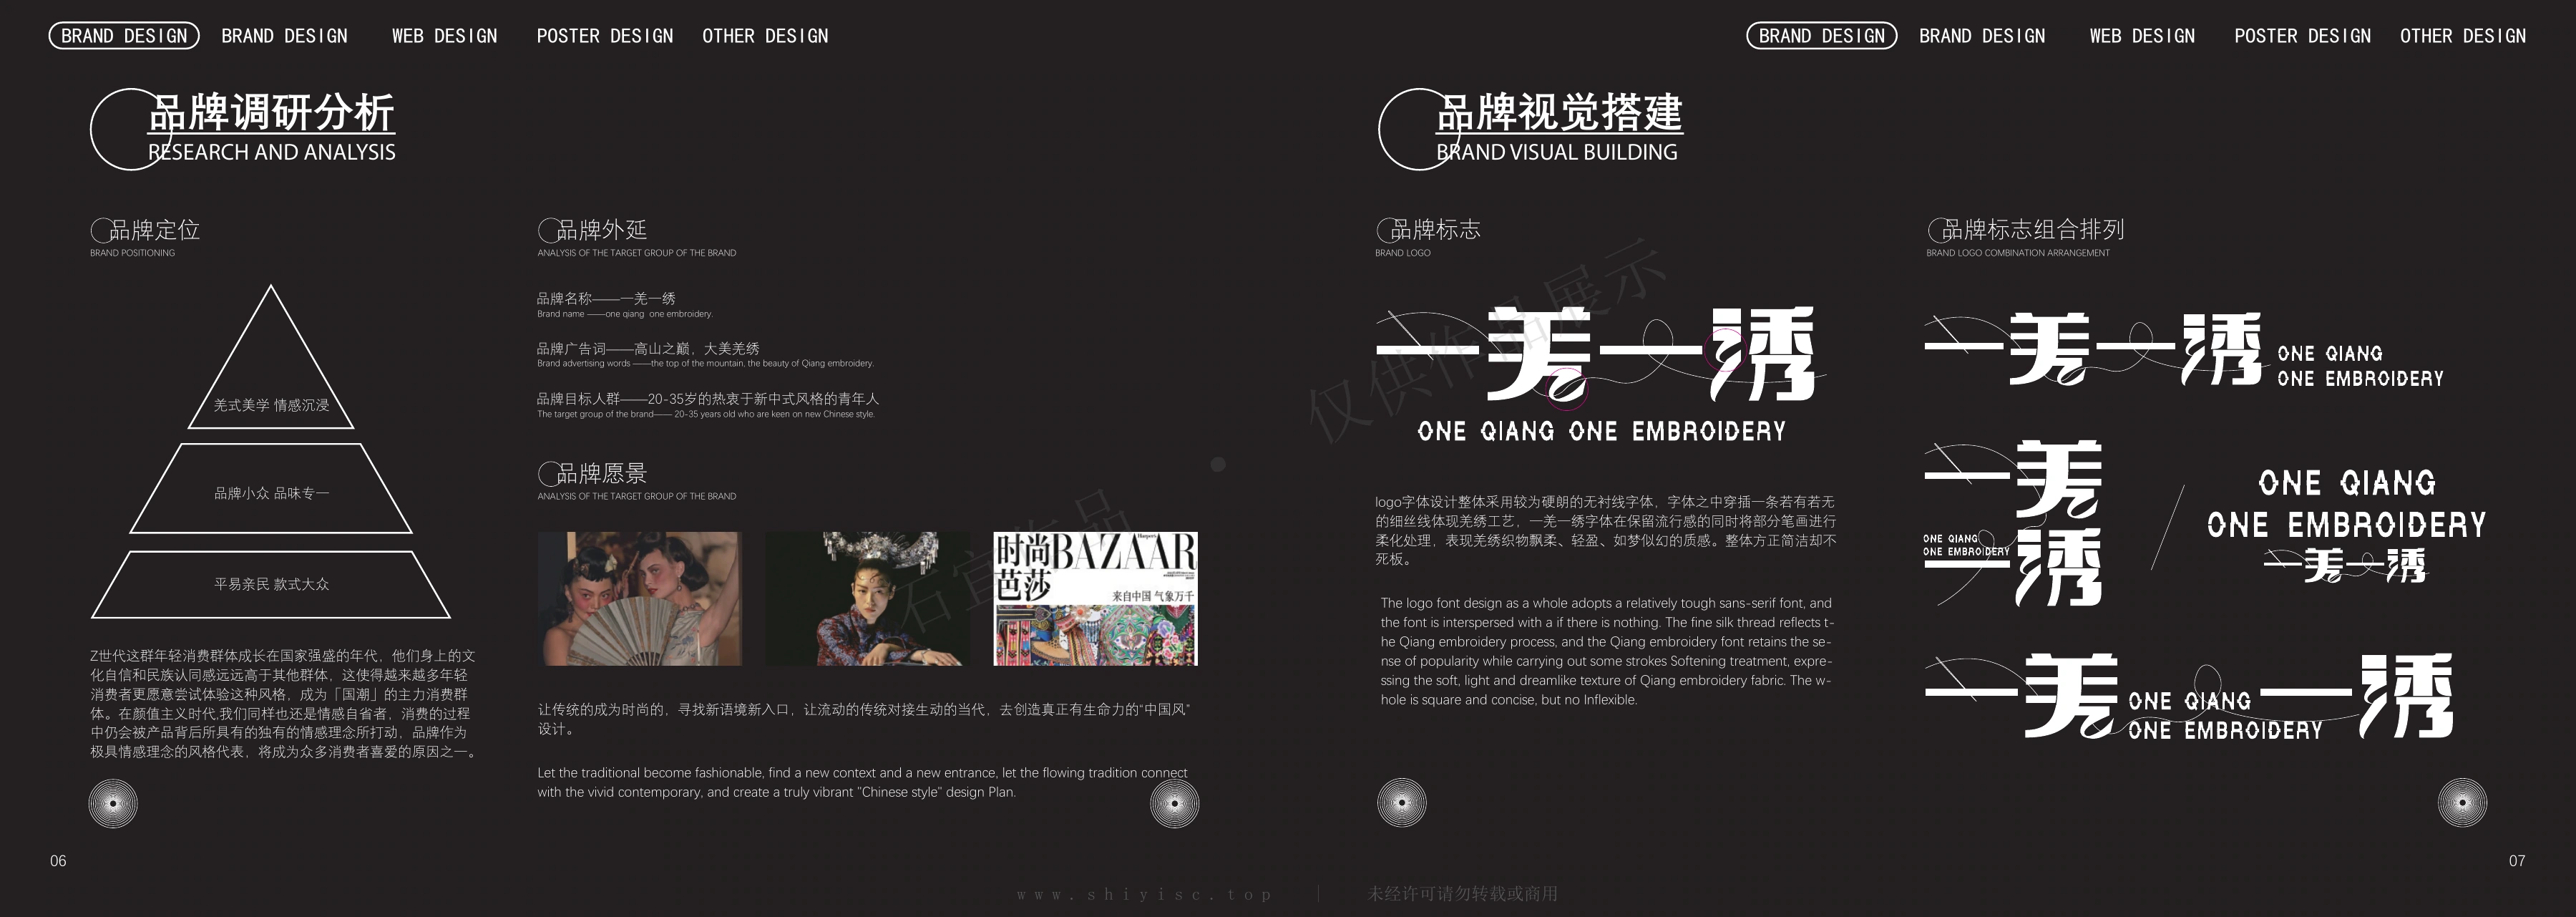 BRAND DESIGN BRAND DESIGN WEB DESIGN POSTER DESIGN OTHER DESIGN
品牌调研分析
RESEARCH AND ANALYSIS
品牌定位
BRAND POSITIONING
羌式美学 情感沉浸
品牌小众 品味专一
平易亲民 款式大众
Z世代这群年轻消费群体成长在国家强盛的年代，他们身上的文
化自信和民族认同感远远高于其他群体，这使得越来越多年轻
消费者更愿意尝试体验这种风格，成为「国潮」的主力消费群
体。在颜值主义时代,我们同样也还是情感自省者，消费的过程
中仍会被产品背后所具有的独有的情感理念所打动，品牌作为
极具情感理念的风格代表，将成为众多消费者喜爱的原因之一。
品牌外延
ANALYSIS OF THE TARGET GROUP OF THE BRAND
品牌名称——一羌一绣
Brand name ——one qiang one embroidery.
品牌广告词——高山之巅，大美羌绣
Brand advertising words ——the top of the mountain, the beauty of Qiang embroidery.
品牌目标人群——20-35岁的热衷于新中式风格的青年人
The target group of the brand—— 20-35 years old who are keen on new Chinese style.
品牌愿景
ANALYSIS OF THE TARGET GROUP OF THE BRAND
时尚BAZAAR
Harper's
芭莎
来自中国 气象万千
让传统的成为时尚的，寻找新语境新入口，让流动的传统对接生动的当代，去创造真正有生命力的“中国风”
设计。
Let the traditional become fashionable, find a new context and a new entrance, let the flowing tradition connect
with the vivid contemporary, and create a truly vibrant "Chinese style" design Plan.
06
BRAND DESIGN BRAND DESIGN WEB DESIGN POSTER DESIGN OTHER DESIGN
品牌视觉搭建
BRAND VISUAL BUILDING
品牌标志
BRAND LOGO
一羌一绣
ONE QIANG ONE EMBROIDERY
logo字体设计整体采用较为硬朗的无衬线字体，字体之中穿插一条若有若无
的细丝线体现羌绣工艺，一羌一绣字体在保留流行感的同时将部分笔画进行
柔化处理，表现羌绣织物飘柔、轻盈、如梦似幻的质感。整体方正简洁却不
死板。
The logo font design as a whole adopts a relatively tough sans-serif font, and
the font is interspersed with a if there is nothing. The fine silk thread reflects t-
he Qiang embroidery process, and the Qiang embroidery font retains the se-
nse of popularity while carrying out some strokes Softening treatment, expre-
ssing the soft, light and dreamlike texture of Qiang embroidery fabric. The w-
hole is square and concise, but no Inflexible.
品牌标志组合排列
BRAND LOGO COMBINATION ARRANGEMENT
一羌一绣
ONE QIANG
ONE EMBROIDERY
一羌
ONE QIANG
ONE EMBROIDERY
一绣
ONE QIANG
ONE EMBROIDERY
一羌一绣
一羌
ONE QIANG
ONE EMBROIDERY
一绣
07
仅供作品展示
www.shiyisc.top | 未经许可请勿转载或商用